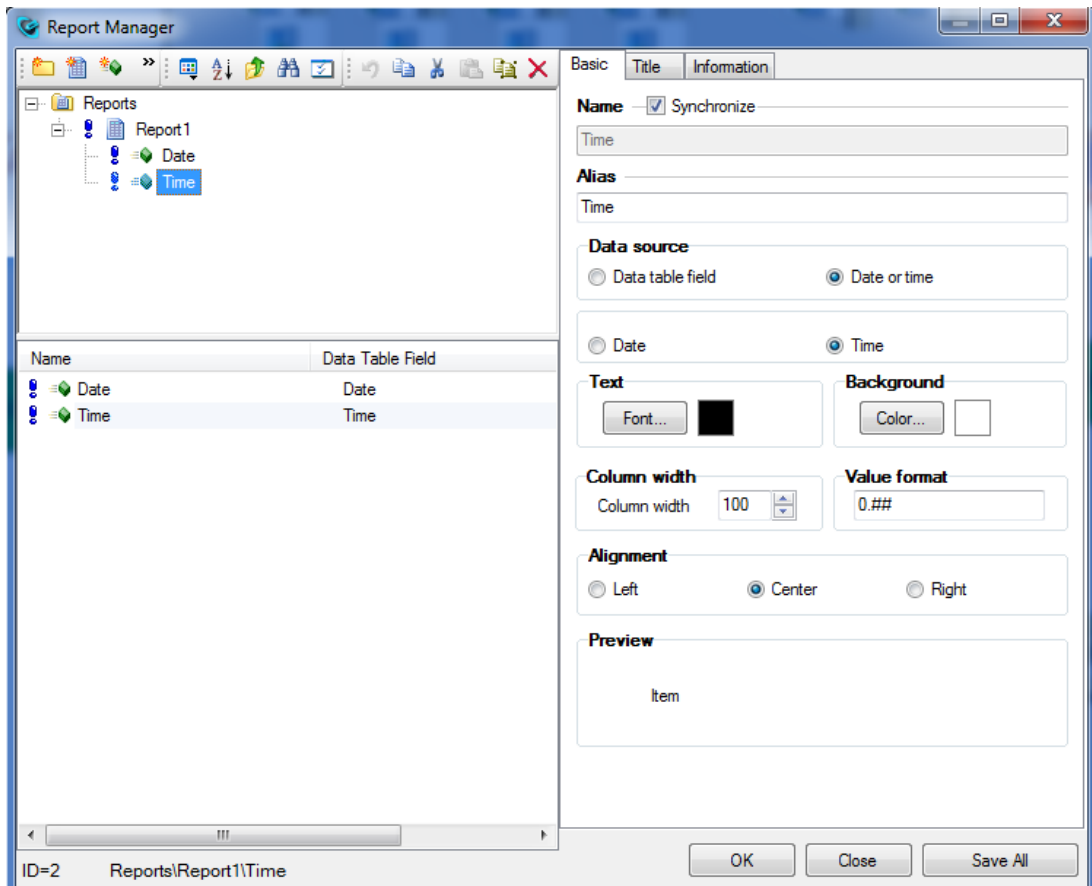 Report Manager
Reports
Report1
Date
Time
Name Data Table Field
Date Date
Time Time
ID=2 Reports\Report1\Time
Basic Title Information
Name Synchronize
Time
Alias
Time
Data source
Data table field Date or time
Date Time
Text Background
Font... Color...
Column width Value format
Column width 100 0.##
Alignment
Left Center Right
Preview
Item
OK Close Save All